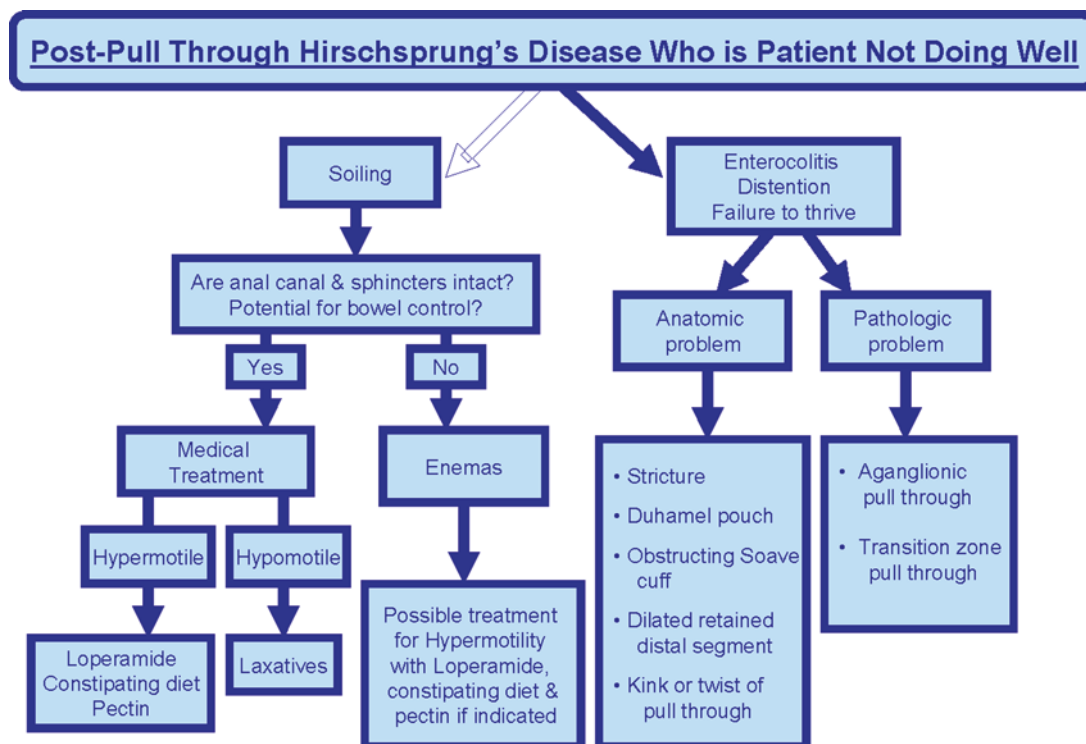 Post-Pull Through Hirschsprung's Disease Who is Patient Not Doing Well
Soiling
Are anal canal & sphincters intact?
Potential for bowel control?
Yes
No
Medical
Treatment
Enemas
Hypermotile
Hypomotile
Loperamide
Constipating diet
Pectin
Laxatives
Possible treatment
for Hypermotility
with Loperamide,
constipating diet &
pectin if indicated
Enterocolitis
Distention
Failure to thrive
Anatomic
problem
Pathologic
problem
• Stricture
• Duhamel pouch
• Obstructing Soave
cuff
• Dilated retained
distal segment
• Kink or twist of
pull through
• Aganglionic
pull through
• Transition zone
pull through